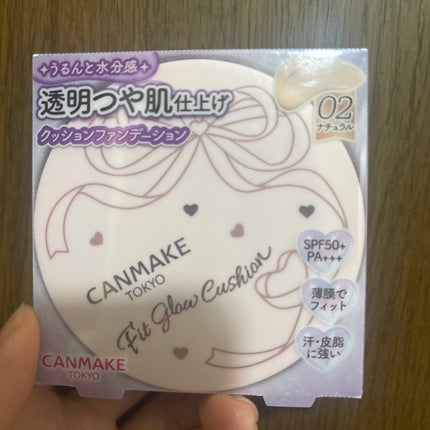 うるんと水分感
透明つや肌仕上げ
クッションファンデーション
02
ナチュラル
CANMAKE
TOKYO
Fit Glow Cushion
SPF50+
PA+++
薄膜で
フィット
汗・皮脂
に強い
CANMAKE
TOKYO